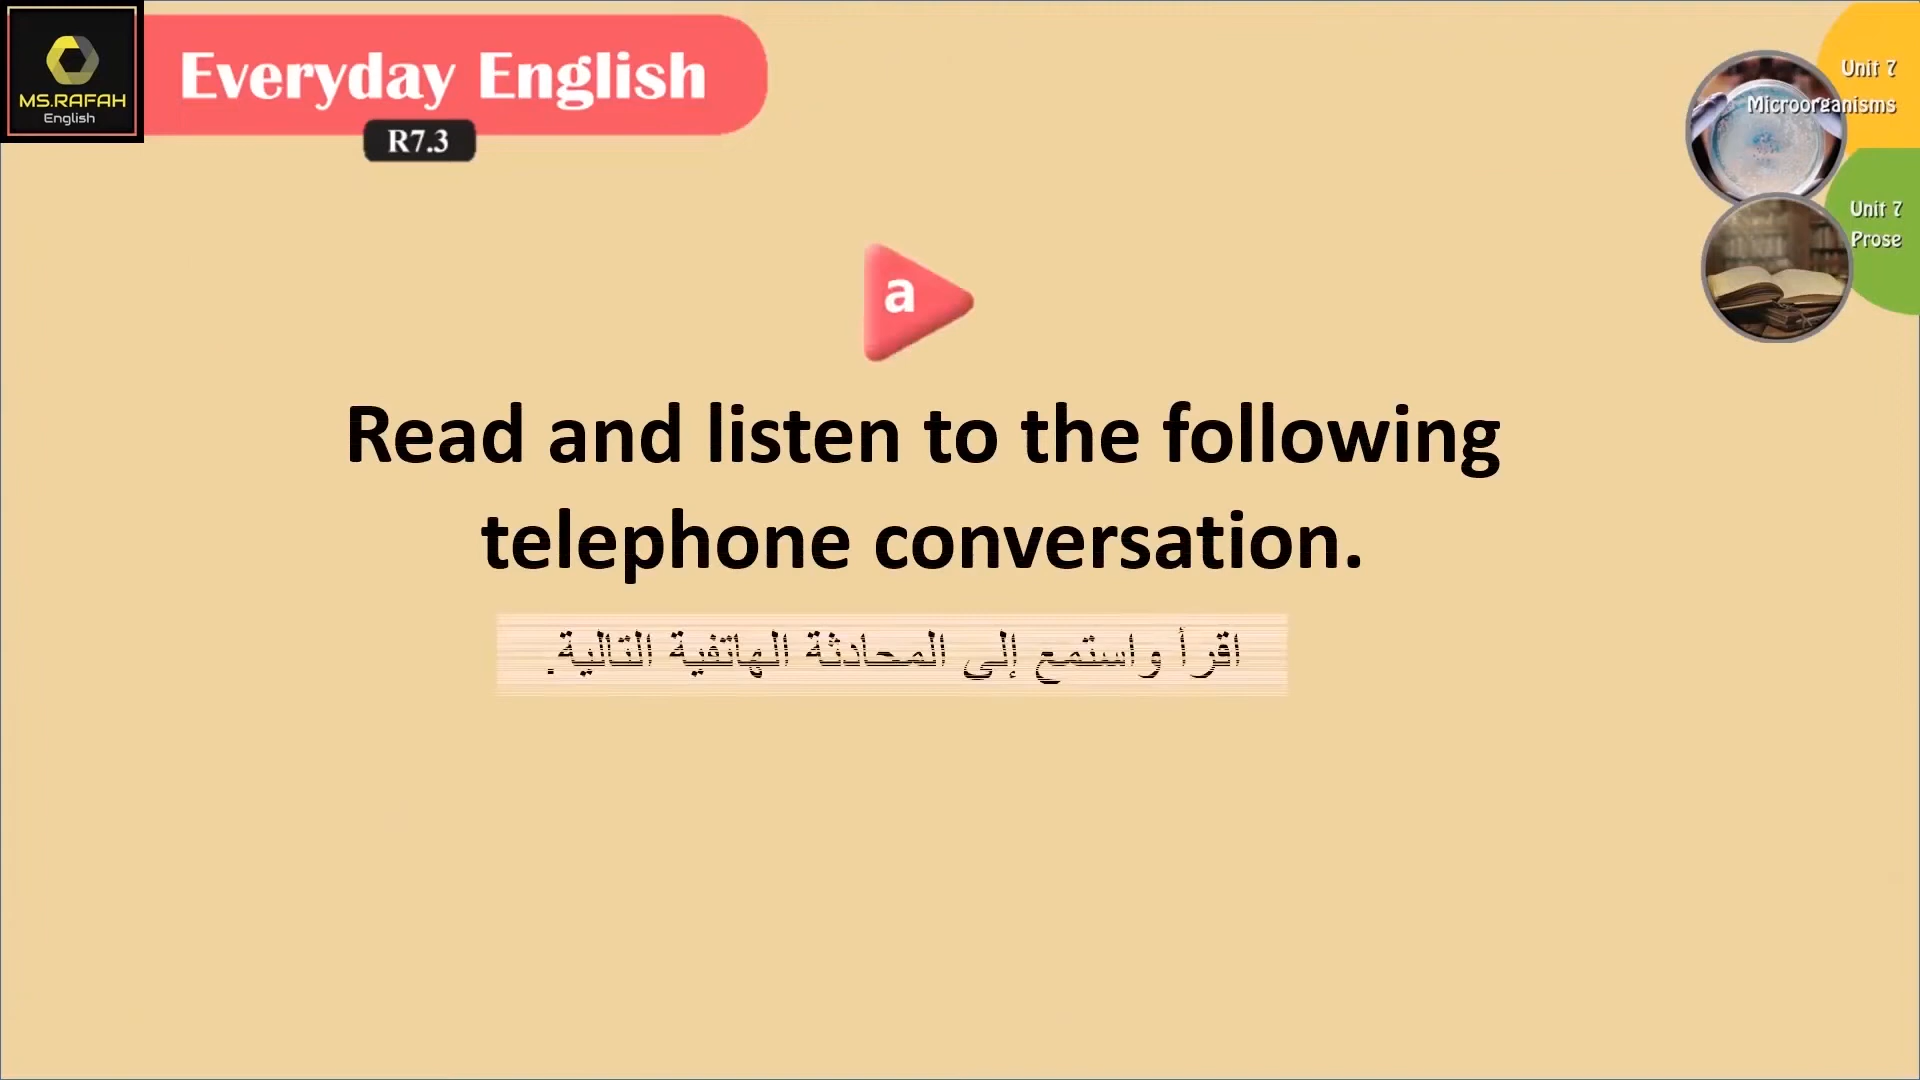 MS.RAFAH
English
Everyday English
R7.3
Unit 7
Microorganisms
Unit 7
Prose
a
Read and listen to the following
telephone conversation.
اقرأ واستمع إلى المحادثة الهاتفية التالية.